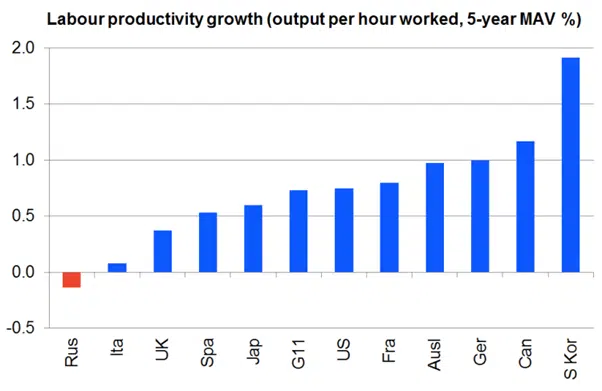 Labour productivity growth (output per hour worked, 5-year MAV %)
2.0
1.5
1.0
0.5
0.0
-0.5
Rus
Ita
UK
Spa
Jap
G11
US
Fra
Ausl
Ger
Can
S Kor